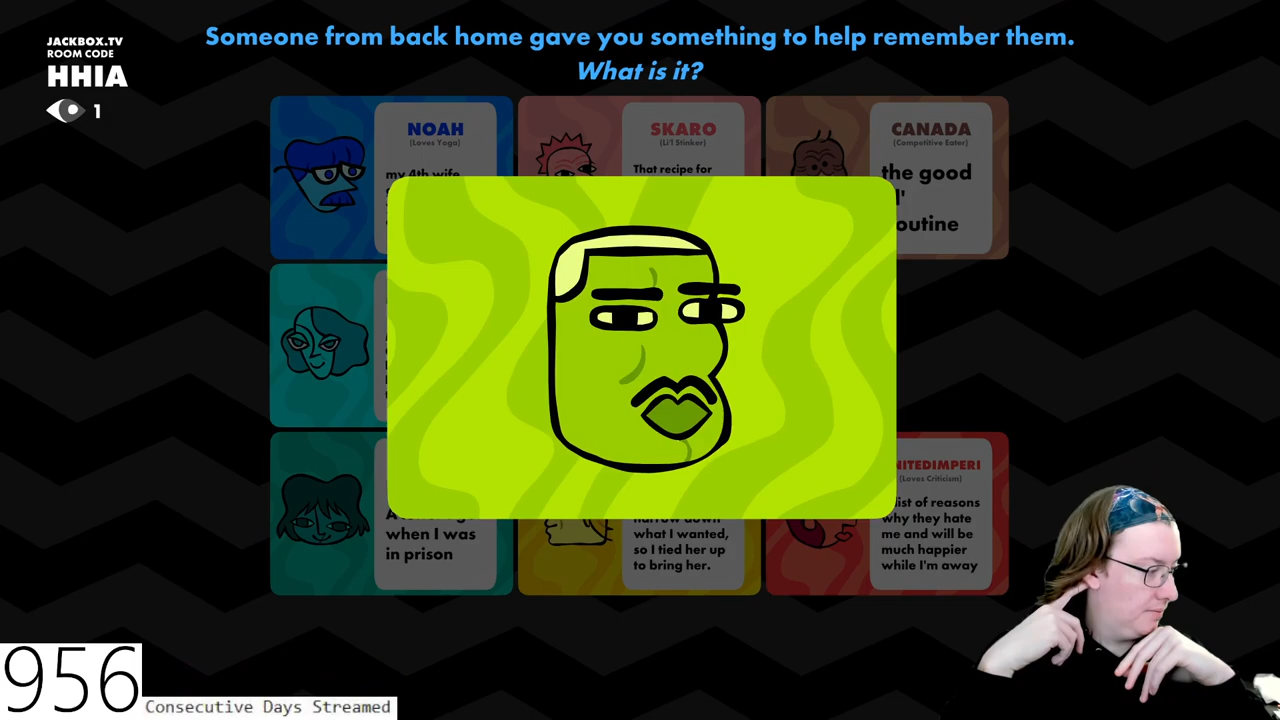 JACKBOX.TV
ROOM CODE
HHIA
1
Someone from back home gave you something to help remember them.
What is it?
NOAH
(Loves Yoga)
my 4th wife
SKARO
(Li'l Stinker)
That recipe for
CANADA
(Competitive Eater)
the good
when I was
in prison
what I wanted,
so I tied her up
to bring her.
(Loves Criticism)
list of reasons
why they hate
me and will be
much happier
while I'm away
956
Consecutive Days Streamed